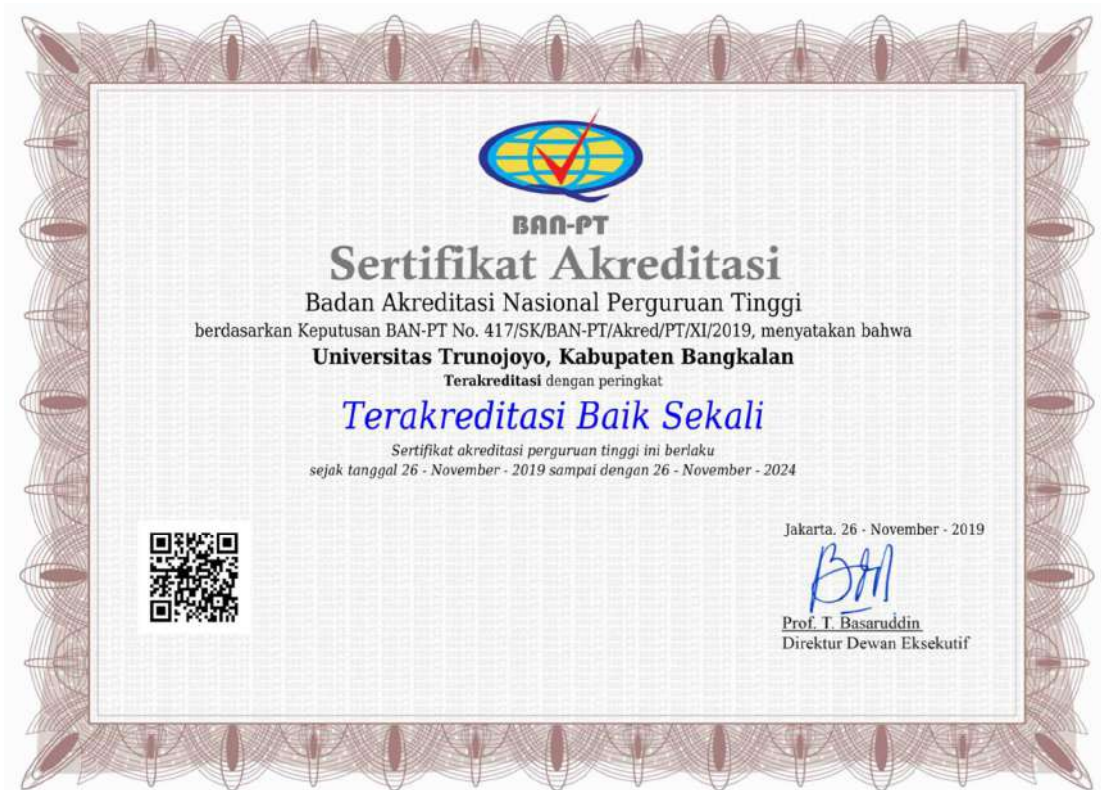 BAN-PT
Sertifikat Akreditasi
Badan Akreditasi Nasional Perguruan Tinggi
berdasarkan Keputusan BAN-PT No. 417/SK/BAN-PT/Akred/PT/XI/2019, menyatakan bahwa
Universitas Trunojoyo, Kabupaten Bangkalan
Terakreditasi dengan peringkat
Terakreditasi Baik Sekali
Sertifikat akreditasi perguruan tinggi ini berlaku
sejak tanggal 26 - November - 2019 sampai dengan 26 - November - 2024
Jakarta. 26 - November - 2019
Prof. T. Basaruddin
Direktur Dewan Eksekutif